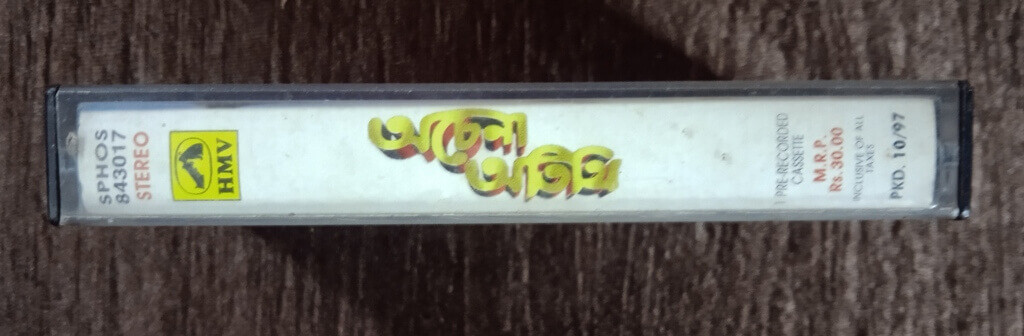 SPHOS
843017
STEREO
HMV
অচেনা
অতিথি
1 PRE-RECORDED
CASSETTE
M.R.P.
Rs.30.00
INCLUSIVE OF ALL
TAXES
PKD. 10/97